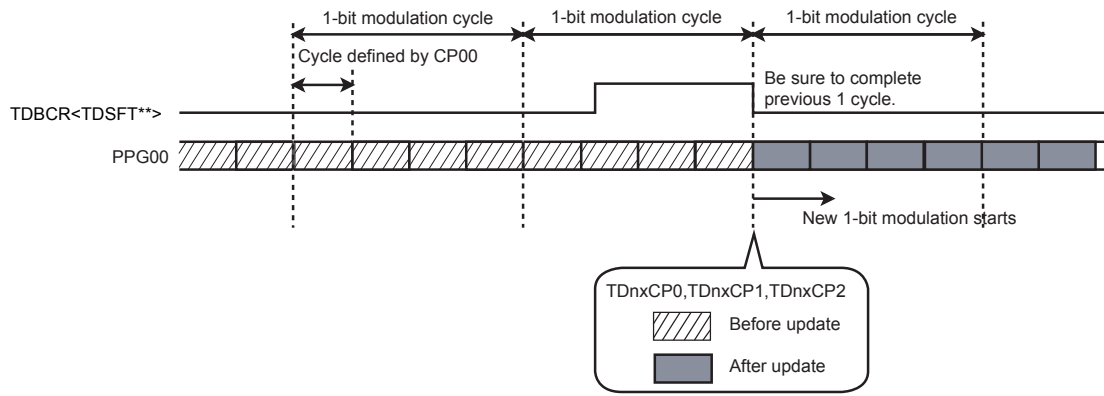 1-bit modulation cycle
1-bit modulation cycle
1-bit modulation cycle
Cycle defined by CP00
Be sure to complete
previous 1 cycle.
TDBCR<TDSFT**>
PPG00
New 1-bit modulation starts
TDnxCP0,TDnxCP1,TDnxCP2
Before update
After update